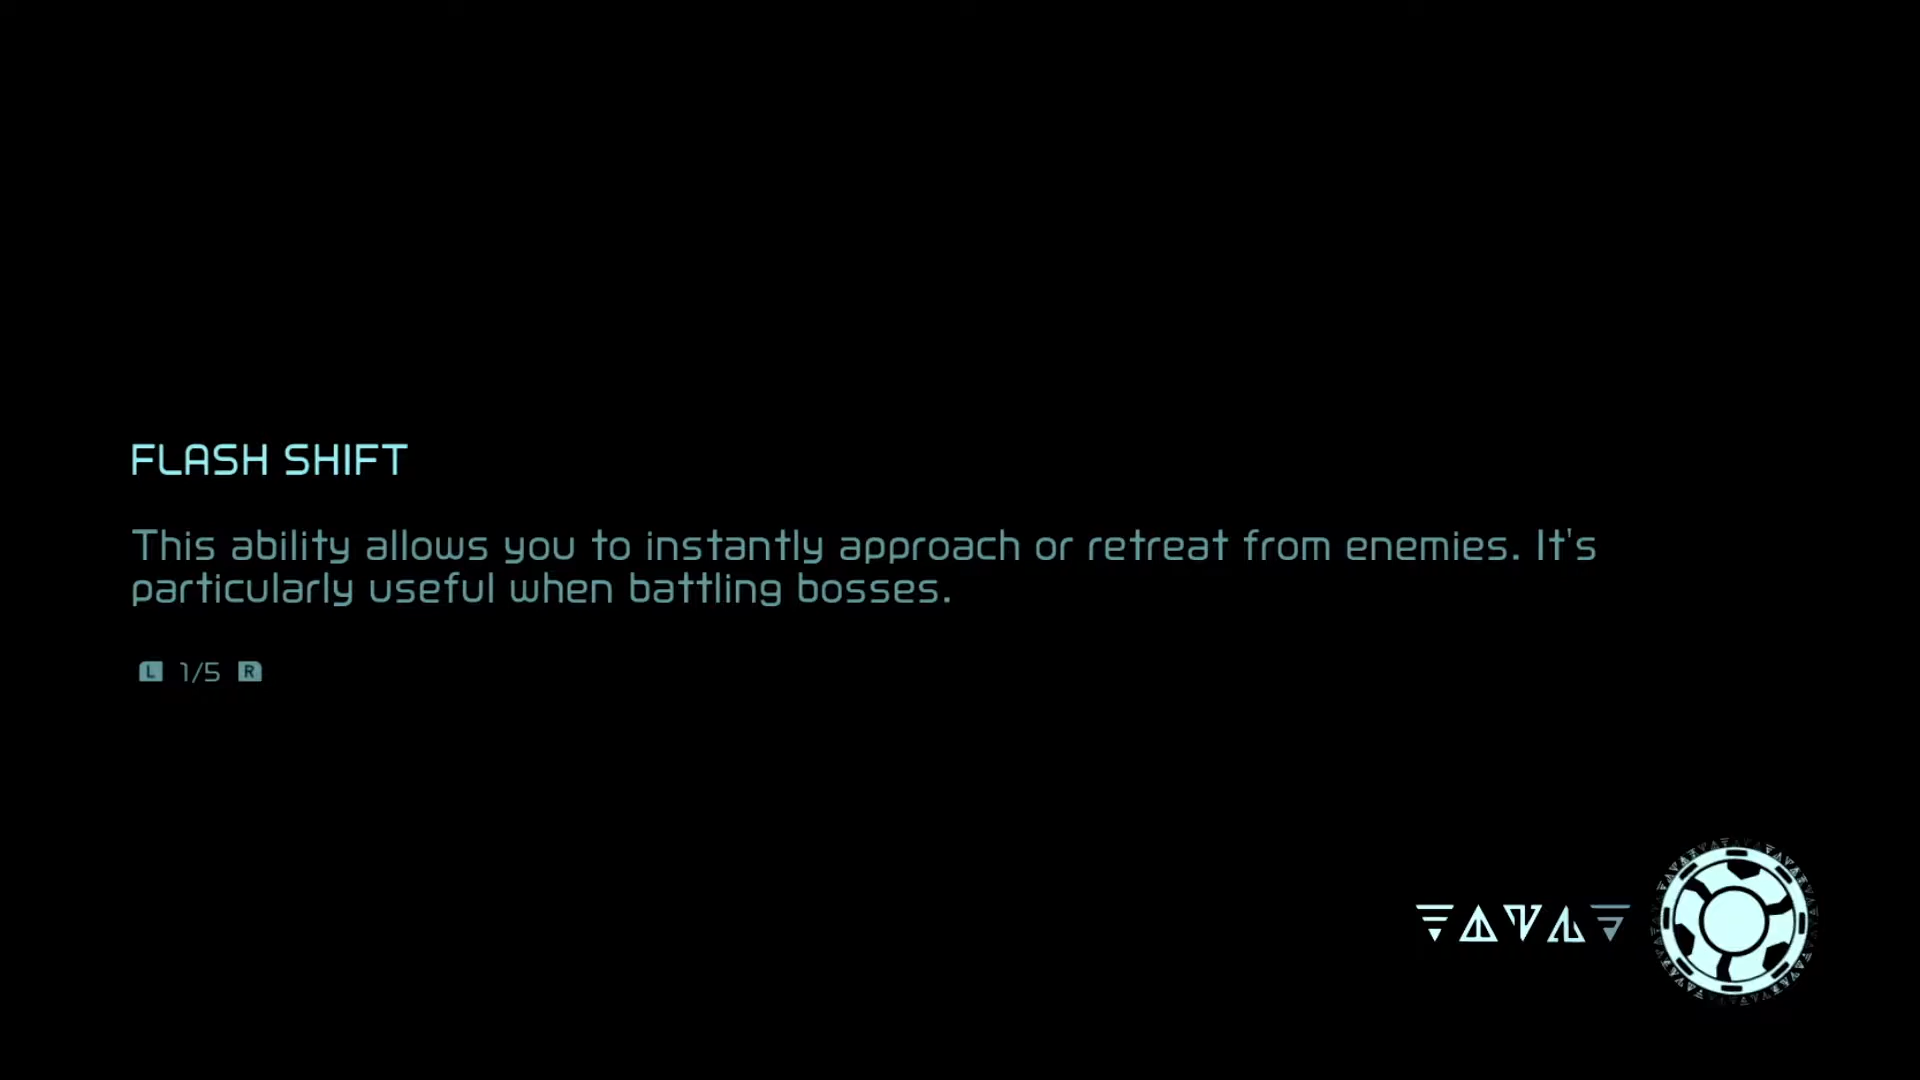 FLASH SHIFT
This ability allows you to instantly approach or retreat from enemies. It's
particularly useful when battling bosses.
L 1/5 R